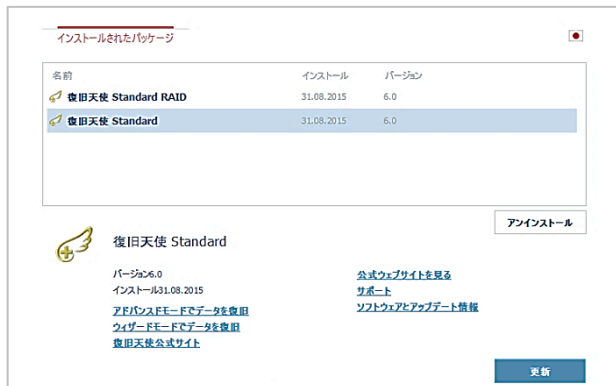 インストールされたパッケージ
名前 インストール バージョン
復旧天使 Standard RAID 31.08.2015 6.0
復旧天使 Standard 31.08.2015 6.0
アンインストール
復旧天使 Standard
バージョン6.0
インストール31.08.2015
アドバンスドモードでデータを復旧
ウィザードモードでデータを復旧
復旧天使公式サイト
公式ウェブサイトを見る
サポート
ソフトウェアとアップデート情報
更新